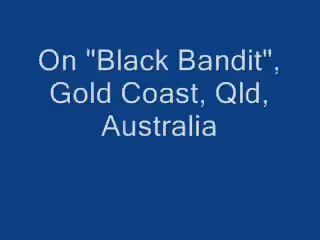 On "Black Bandit",
Gold Coast, Qld,
Australia